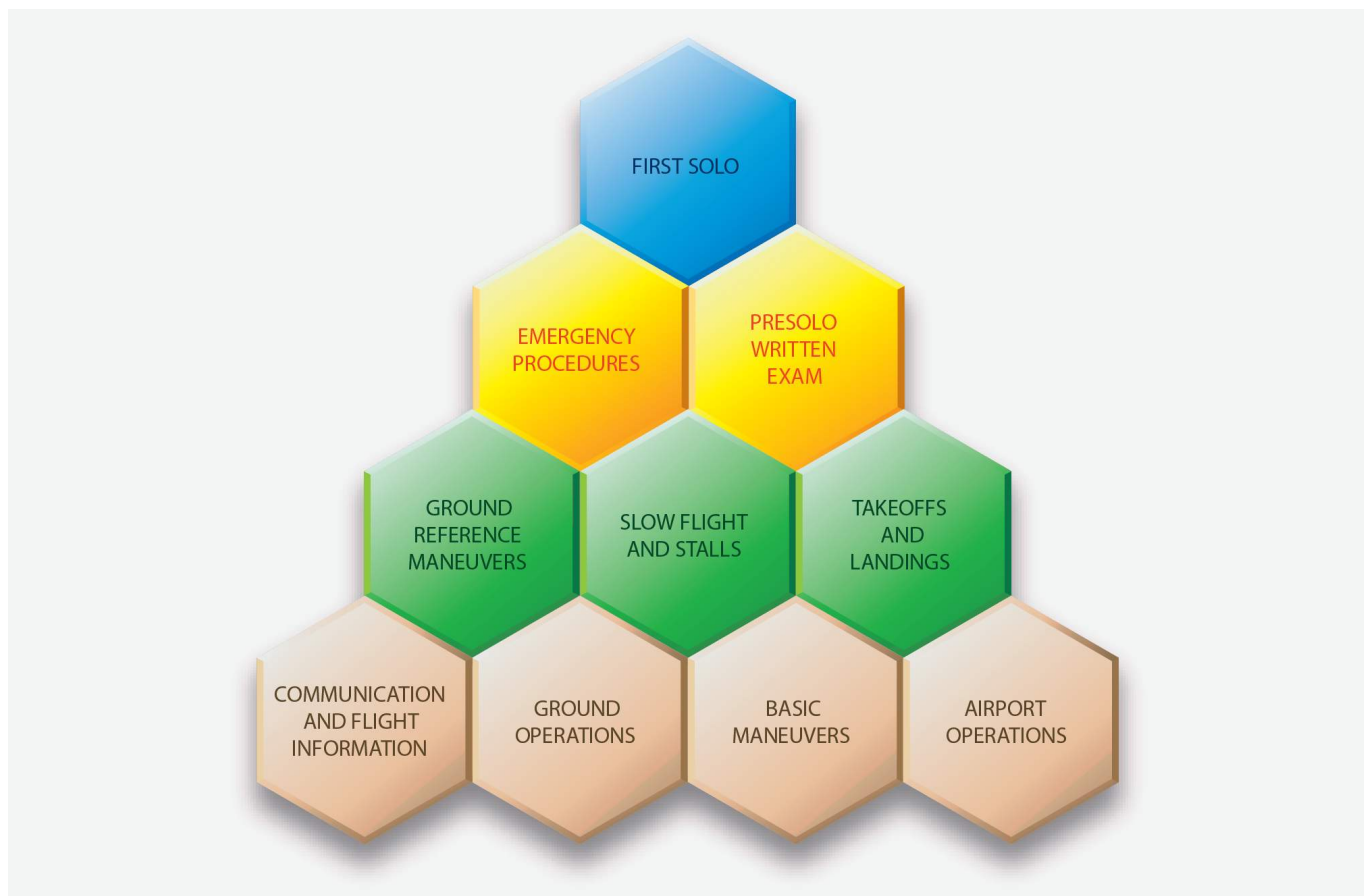 FIRST SOLO
EMERGENCY
PROCEDURES
PRESOLO
WRITTEN
EXAM
GROUND
REFERENCE
MANEUVERS
SLOW FLIGHT
AND STALLS
TAKEOFFS
AND
LANDINGS
COMMUNICATION
AND FLIGHT
INFORMATION
GROUND
OPERATIONS
BASIC
MANEUVERS
AIRPORT
OPERATIONS